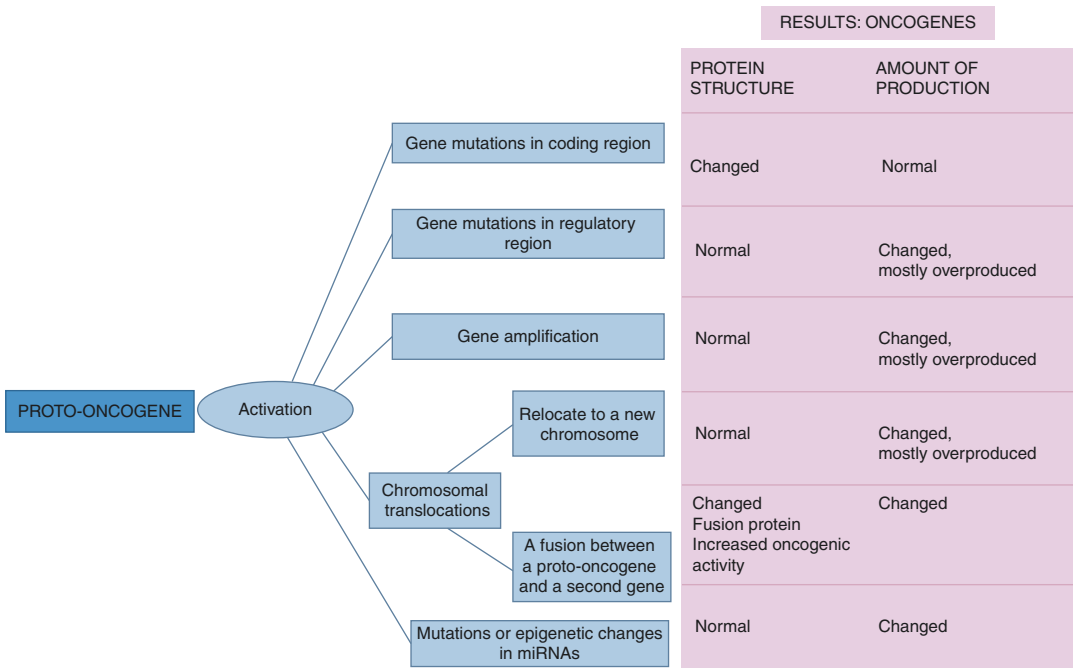 RESULTS: ONCOGENES
PROTEIN
STRUCTURE
AMOUNT OF
PRODUCTION
Gene mutations in coding region
Changed
Normal
Gene mutations in regulatory
region
Normal
Changed,
mostly overproduced
Gene amplification
Normal
Changed,
mostly overproduced
PROTO-ONCOGENE
Activation
Relocate to a new
chromosome
Normal
Changed,
mostly overproduced
Chromosomal
translocations
A fusion between
a proto-oncogene
and a second gene
Changed
Fusion protein
Increased oncogenic
activity
Changed
Mutations or epigenetic changes
in miRNAs
Normal
Changed